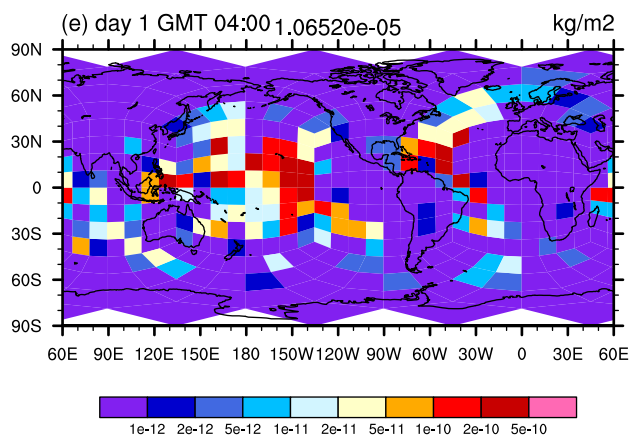 (e) day 1 GMT 04:00 1.06520e-05 kg/m2
90N
60N
30N
0
30S
60S
90S
60E 90E 120E 150E 180 150W 120W 90W 60W 30W 0 30E 60E
1e-12 2e-12 5e-12 1e-11 2e-11 5e-11 1e-10 2e-10 5e-10